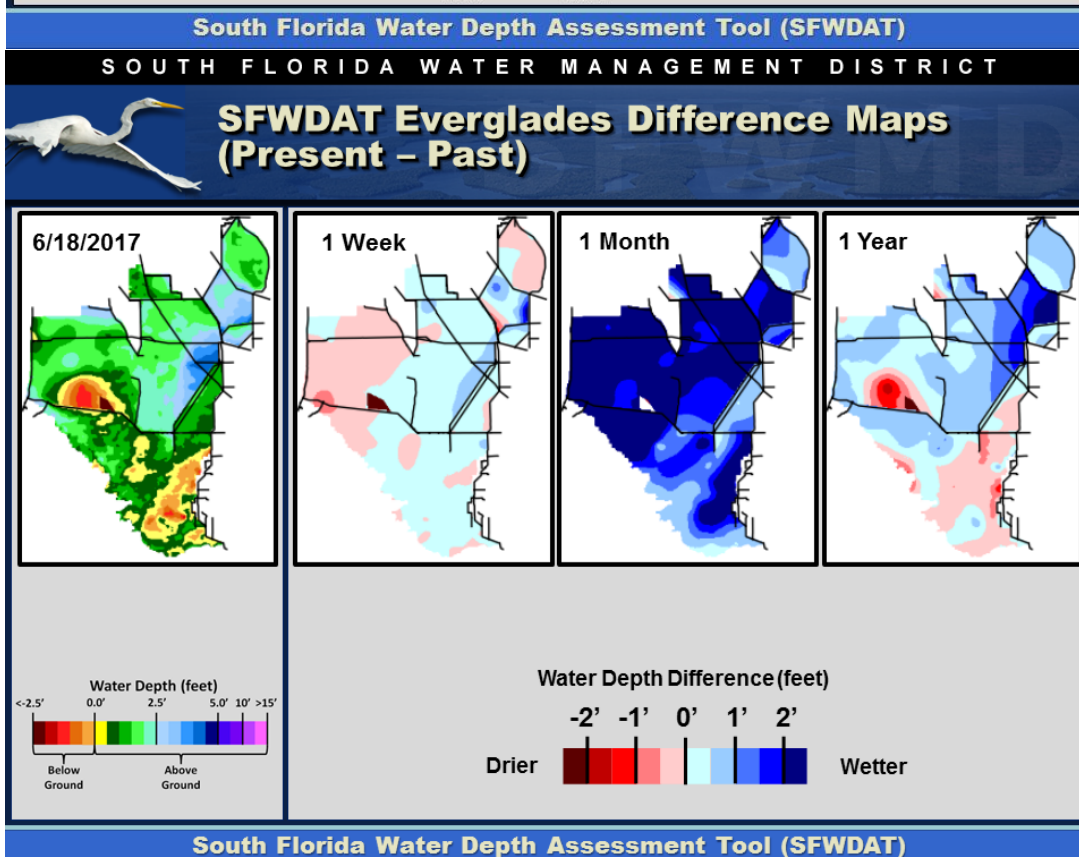 South Florida Water Depth Assessment Tool (SFWDAT)
SOUTH FLORIDA WATER MANAGEMENT DISTRICT
SFWDAT Everglades Difference Maps
(Present – Past)
SFWMD
6/18/2017
1 Week
1 Month
1 Year
Water Depth (feet)
<-2.5' 0.0' 2.5' 5.0' 10' >15'
Below
Ground
Above
Ground
Water Depth Difference (feet)
-2' -1' 0' 1' 2'
Drier
Wetter
South Florida Water Depth Assessment Tool (SFWDAT)